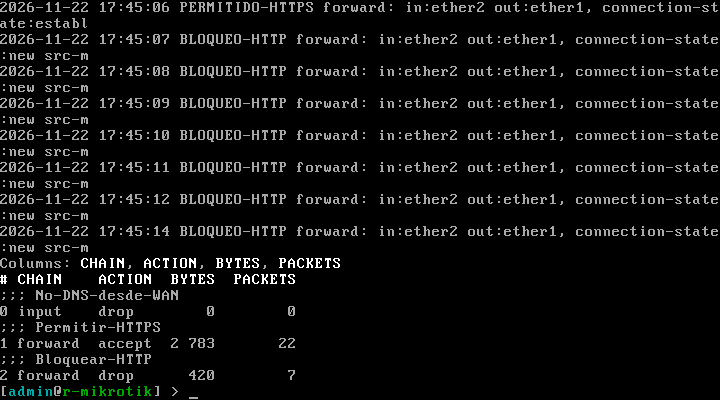 2026-11-22 17:45:06 PERMITIDO-HTTPS forward: in:ether2 out:ether1, connection-st
ate:establ
2026-11-22 17:45:07 BLOQUEO-HTTP forward: in:ether2 out:ether1, connection-state
:new src-m
2026-11-22 17:45:08 BLOQUEO-HTTP forward: in:ether2 out:ether1, connection-state
:new src-m
2026-11-22 17:45:09 BLOQUEO-HTTP forward: in:ether2 out:ether1, connection-state
:new src-m
2026-11-22 17:45:10 BLOQUEO-HTTP forward: in:ether2 out:ether1, connection-state
:new src-m
2026-11-22 17:45:11 BLOQUEO-HTTP forward: in:ether2 out:ether1, connection-state
:new src-m
2026-11-22 17:45:12 BLOQUEO-HTTP forward: in:ether2 out:ether1, connection-state
:new src-m
2026-11-22 17:45:14 BLOQUEO-HTTP forward: in:ether2 out:ether1, connection-state
:new src-m
Columns: CHAIN, ACTION, BYTES, PACKETS
# CHAIN    ACTION  BYTES  PACKETS
;;; No-DNS-desde-WAN
0 input    drop        0        0
;;; Permitir-HTTPS
1 forward  accept  2 783       22
;;; Bloquear-HTTP
2 forward  drop      420        7
[admin@r-mikrotik] > _